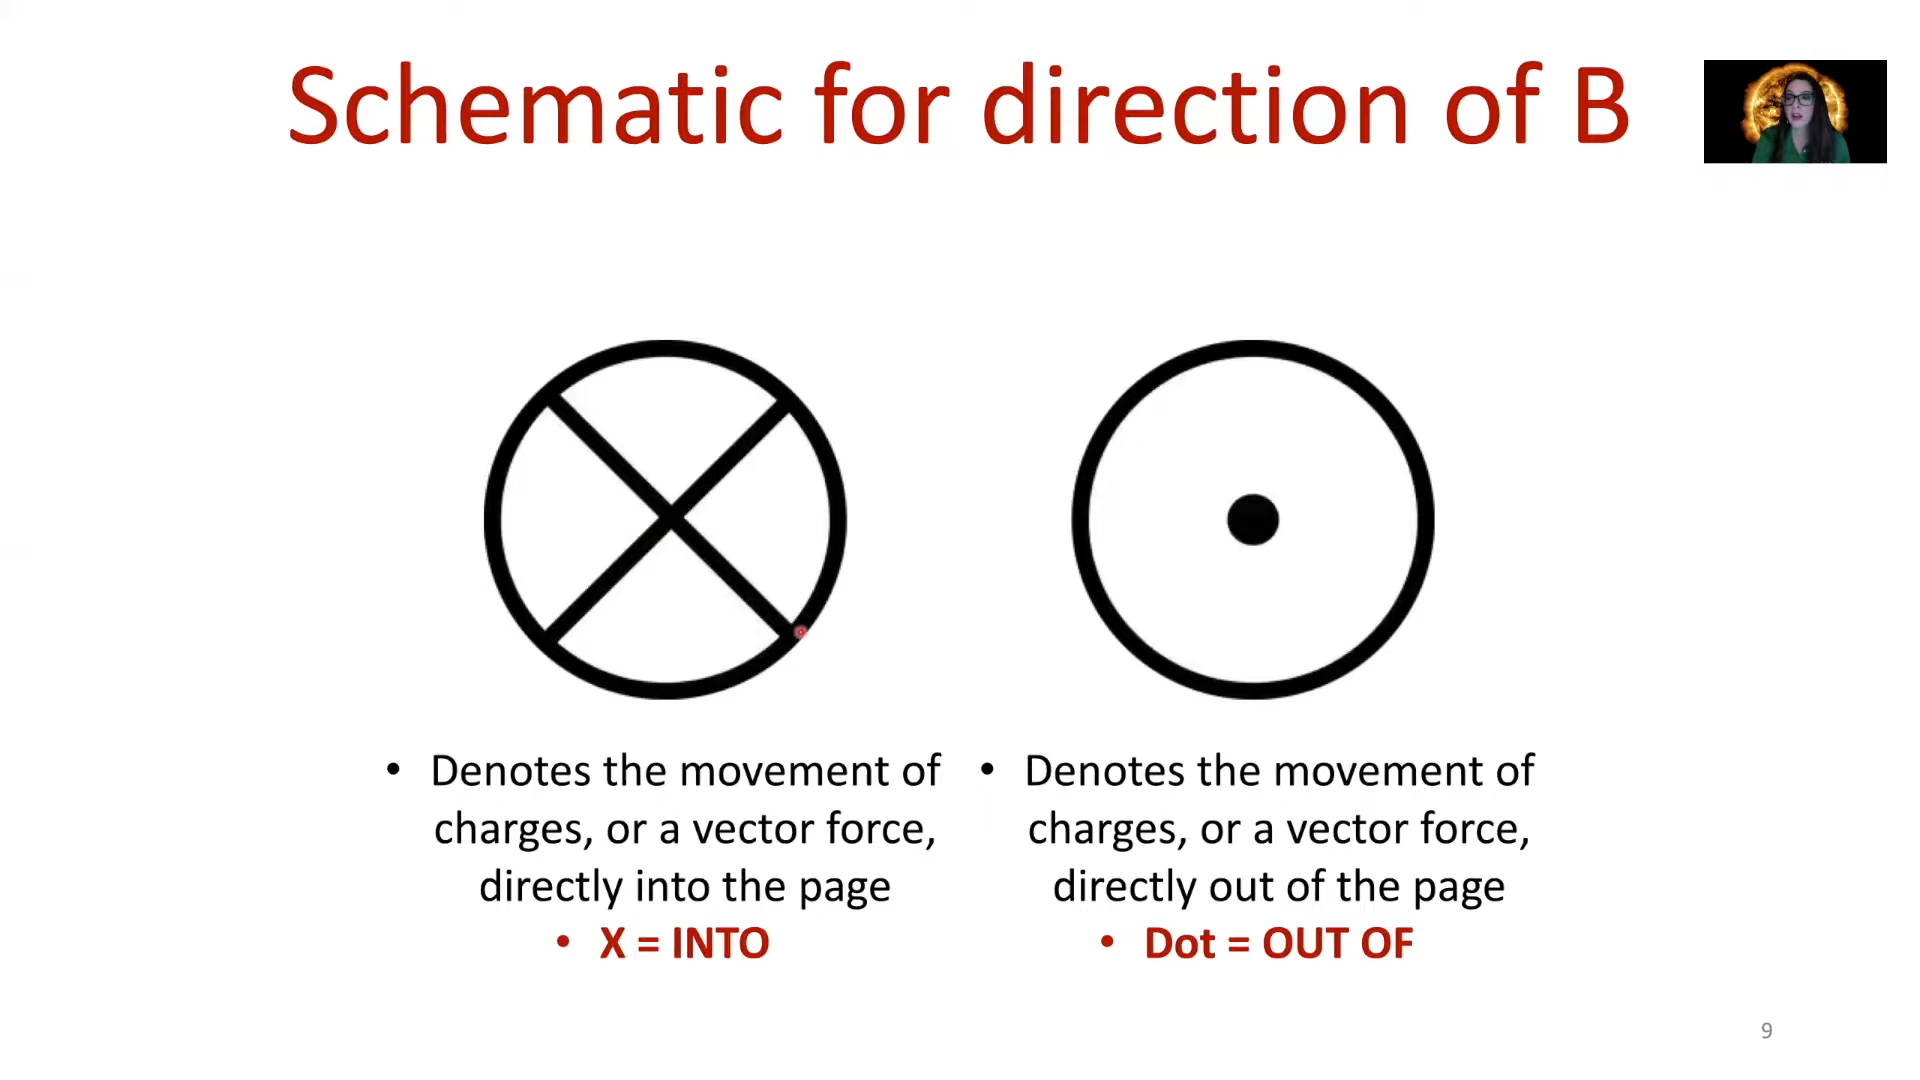 Schematic for direction of B
• Denotes the movement of
charges, or a vector force,
directly into the page
• X = INTO
• Denotes the movement of
charges, or a vector force,
directly out of the page
• Dot = OUT OF
9